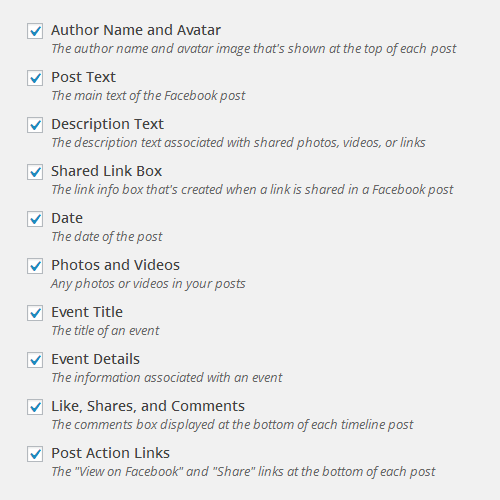 Author Name and Avatar
The author name and avatar image that's shown at the top of each post
Post Text
The main text of the Facebook post
Description Text
The description text associated with shared photos, videos, or links
Shared Link Box
The link info box that's created when a link is shared in a Facebook post
Date
The date of the post
Photos and Videos
Any photos or videos in your posts
Event Title
The title of an event
Event Details
The information associated with an event
Like, Shares, and Comments
The comments box displayed at the bottom of each timeline post
Post Action Links
The "View on Facebook" and "Share" links at the bottom of each post